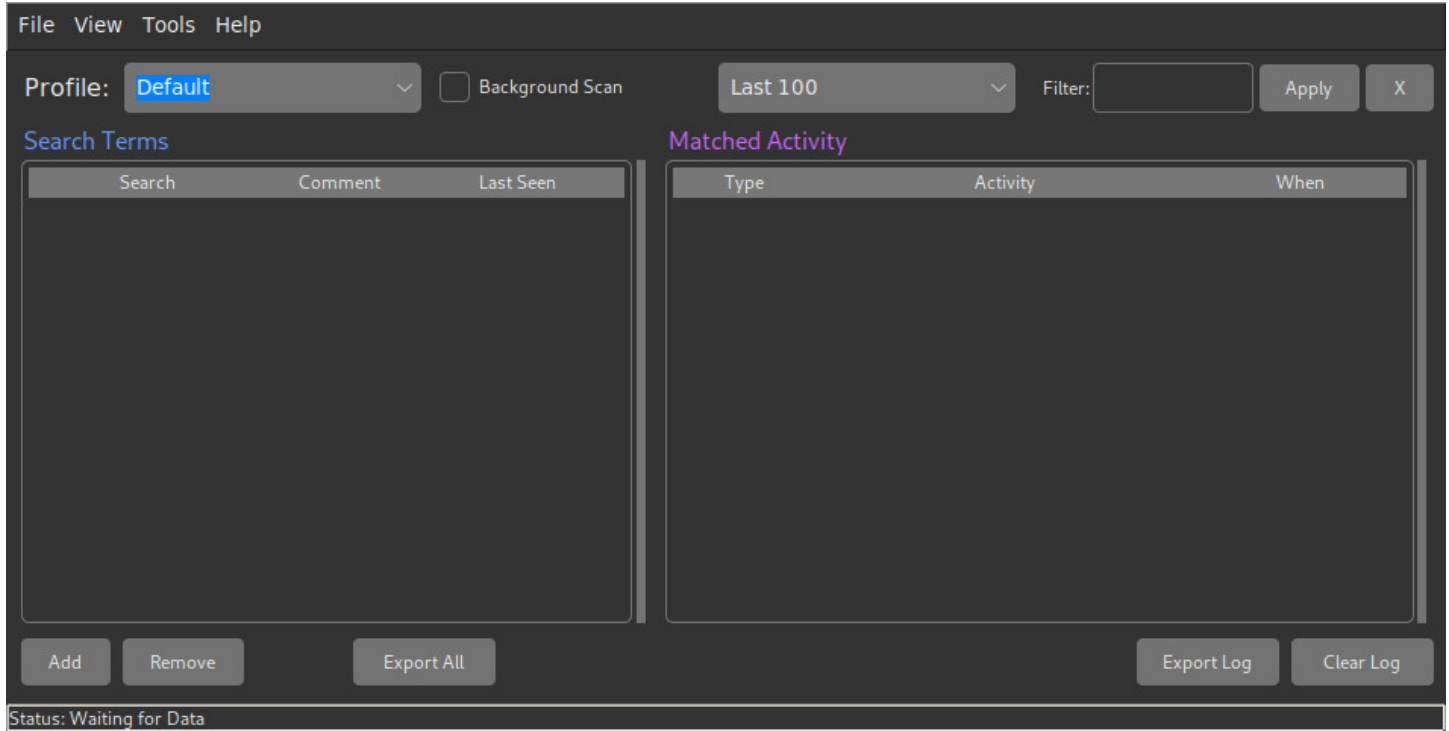 File View Tools Help
Profile: Default Background Scan Last 100 Filter: Apply X
Search Terms Matched Activity
Search Comment Last Seen Type Activity When
Add Remove Export All Export Log Clear Log
Status: Waiting for Data